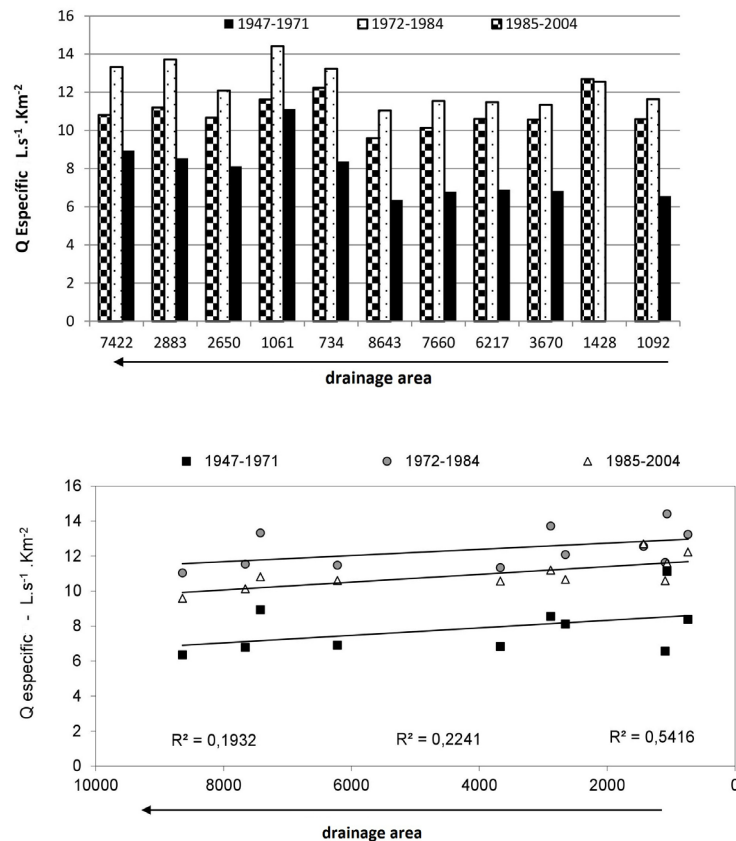 1947-1971 1972-1984 1985-2004
Q Específic L.s⁻¹ .Km⁻²
16
14
12
10
8
6
4
2
0
7422 2883 2650 1061 734 8643 7660 6217 3670 1428 1092
drainage area
1947-1971 1972-1984 1985-2004
Q especific - L.s⁻¹ .Km⁻²
16
14
12
10
8
6
4
2
0
R² = 0,1932 R² = 0,2241 R² = 0,5416
10000 8000 6000 4000 2000 0
drainage area